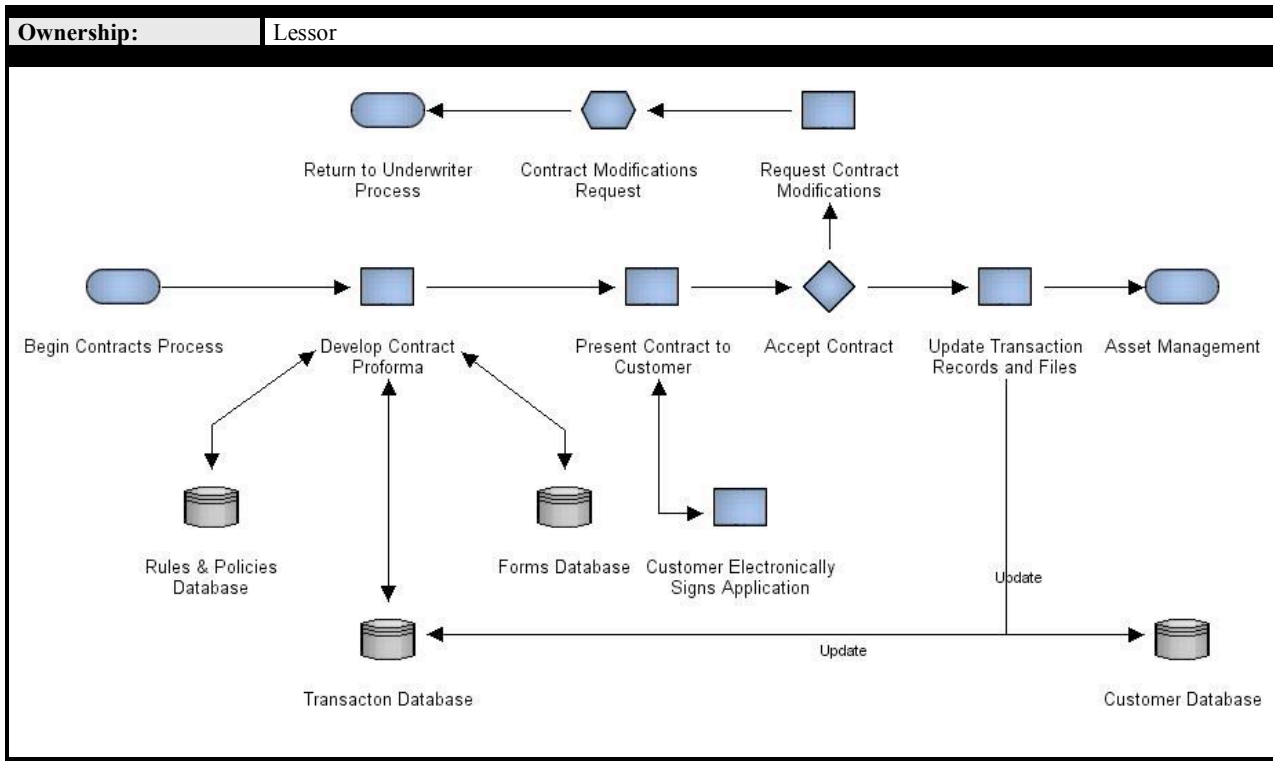 Ownership: Lessor
Return to Underwriter
Process
Contract Modifications
Request
Request Contract
Modifications
Begin Contracts Process
Develop Contract
Proforma
Present Contract to
Customer
Accept Contract
Update Transaction
Records and Files
Asset Management
Rules & Policies
Database
Forms Database
Customer Electronically
Signs Application
Update
Update
Transacton Database
Customer Database